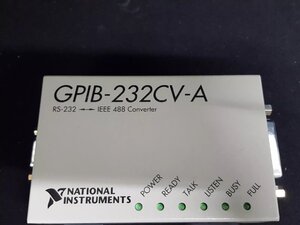 GPIB-232CV-A
RS-232 ◄─► IEEE 488 Converter
NATIONAL
INSTRUMENTS
POWER
READY
TALK
LISTEN
BUSY
FULL